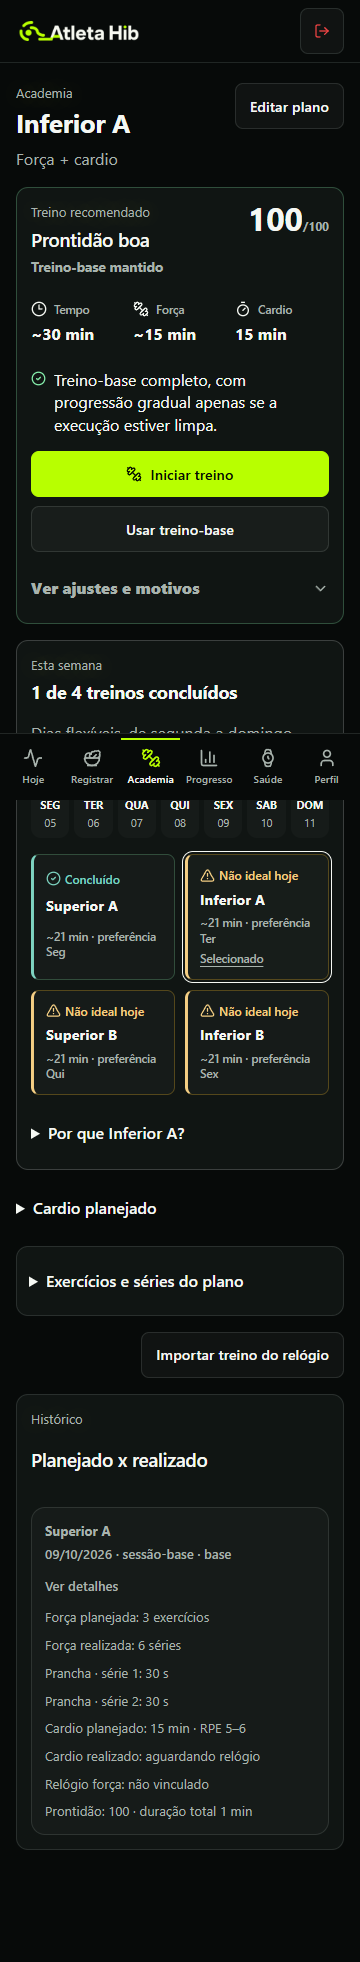 Atleta Hib
Academia
Inferior A
Editar plano
Força + cardio
Treino recomendado
100/100
Prontidão boa
Treino-base mantido
Tempo
~30 min
Força
~15 min
Cardio
15 min
Treino-base completo, com
progressão gradual apenas se a
execução estiver limpa.
Iniciar treino
Usar treino-base
Ver ajustes e motivos
Esta semana
1 de 4 treinos concluídos
Dias flexíveis, de segunda a domingo
Hoje
Registrar
Academia
Progresso
Saúde
Perfil
SEG TER QUA QUI SEX SÁB DOM
05 06 07 08 09 10 11
Concluído
Superior A
~21 min · preferência
Seg
Não ideal hoje
Inferior A
~21 min · preferência
Ter
Selecionado
Não ideal hoje
Superior B
~21 min · preferência
Qui
Não ideal hoje
Inferior B
~21 min · preferência
Sex
Por que Inferior A?
Cardio planejado
Exercícios e séries do plano
Importar treino do relógio
Histórico
Planejado x realizado
Superior A
09/10/2026 · sessão-base · base
Ver detalhes
Força planejada: 3 exercícios
Força realizada: 6 séries
Prancha · série 1: 30 s
Prancha · série 2: 30 s
Cardio planejado: 15 min · RPE 5–6
Cardio realizado: aguardando relógio
Relógio força: não vinculado
Prontidão: 100 · duração total 1 min